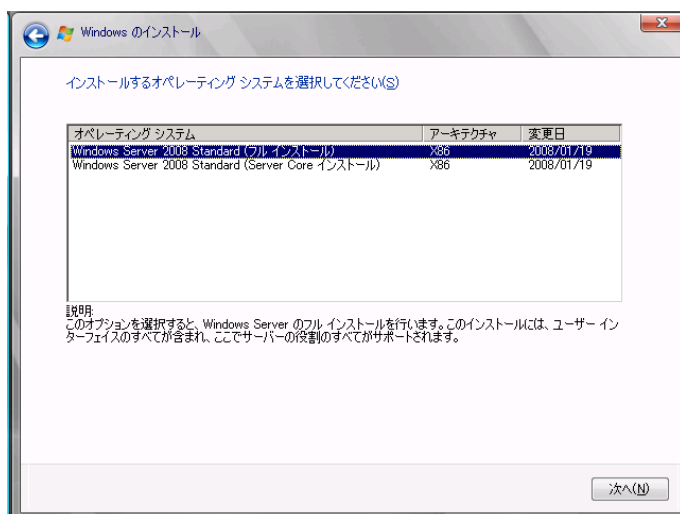 Windows のインストール
インストールするオペレーティング システムを選択してください(S)
オペレーティング システム アーキテクチャ 変更日
Windows Server 2008 Standard (フル インストール) X86 2008/01/19
Windows Server 2008 Standard (Server Core インストール) X86 2008/01/19
説明:
このオプションを選択すると、Windows Server のフル インストールを行います。このインストールには、ユーザー イン
ターフェイスのすべてが含まれ、ここでサーバーの役割のすべてがサポートされます。
次へ(N)